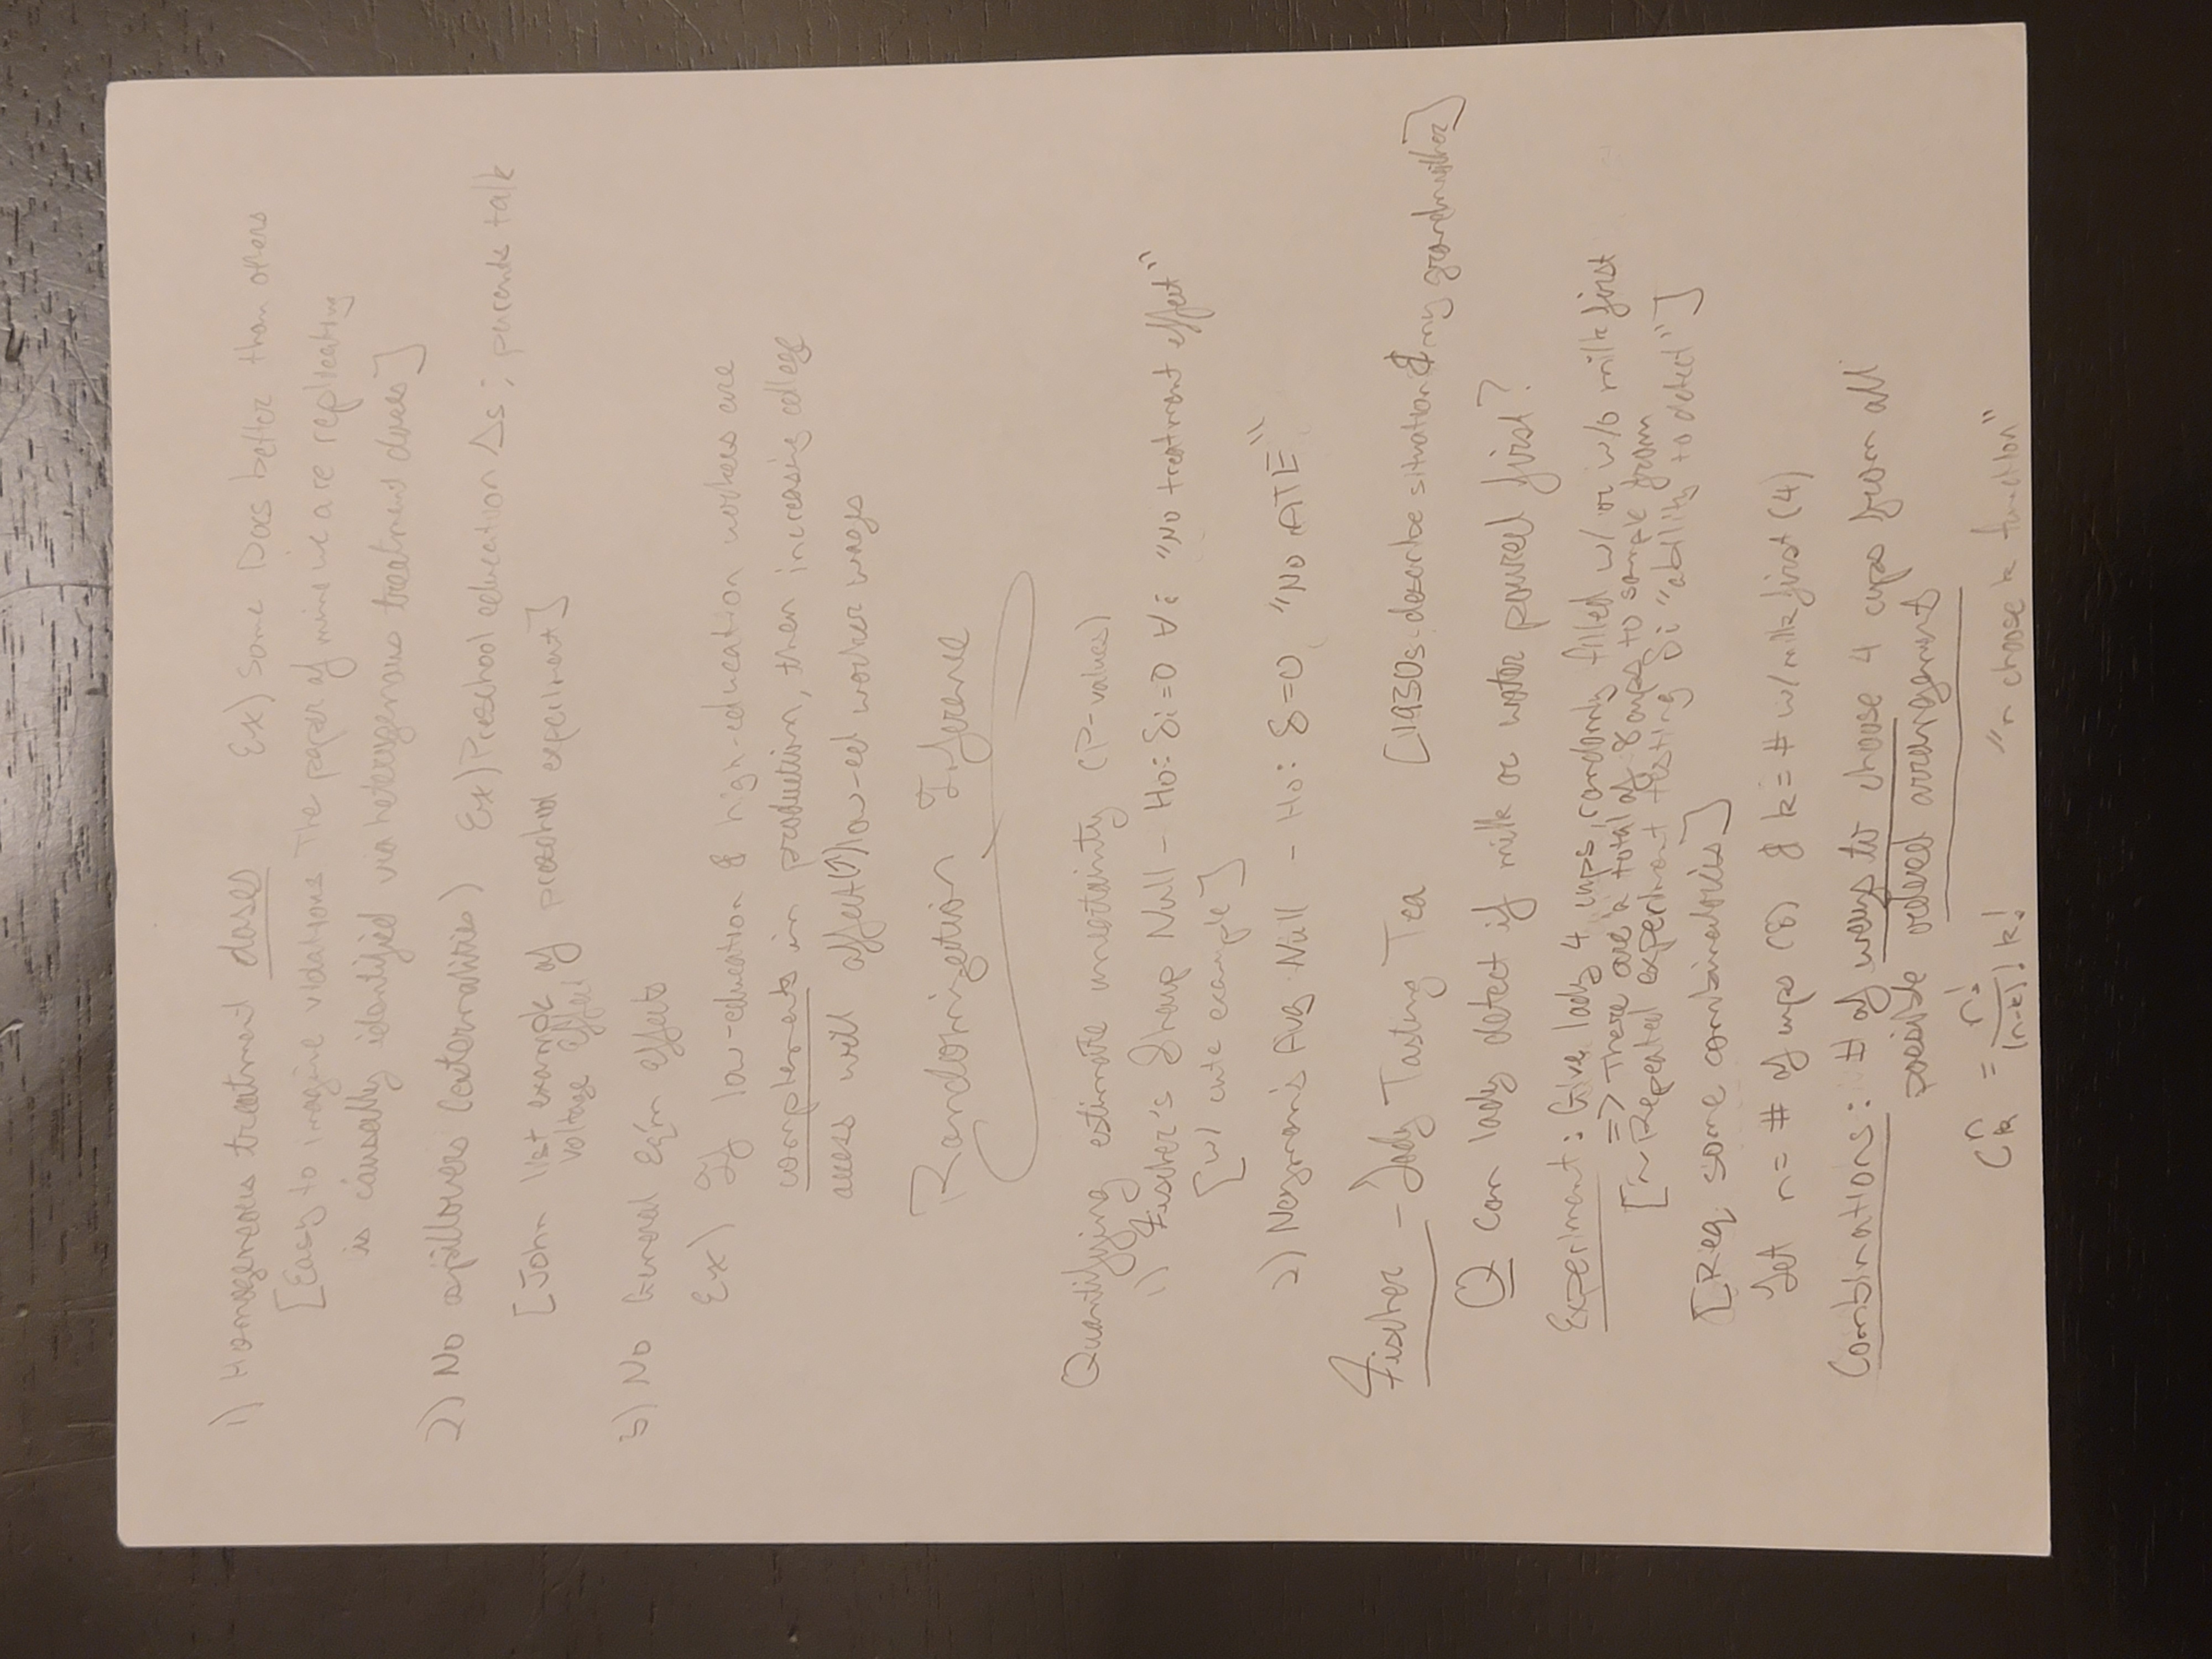 1) Homogeneous treatment doses Ex) Some Docs better than others
[Easy to imagine violations The paper of mine we are replicating
is causally identified via heterogenous treatment doses]
2) No spillovers (externalities) Ex) Preschool education Δs; parents talk
[John list example of preschool experiment]
voltage effect
3) No General Eq'm effects
Ex) If low-education & high-education workers are
complements in production, then increasing college
access will affect(↑)low-ed worker wages
Randomization Inference
Quantifying estimate uncertainty (P-values)
1) Fischer's Sharp Null - Ho: δi=0 ∀i "No treatment effect"
[w/ cute example]
2) Neyman's Avg Null - Ho: δ=0 "No ATE"
Fischer - Lady Tasting Tea [1930s-describe situation & my grandmother]
Q Can lady detect if milk or water poured first?
Experiment: Give lady 4 cups, randomly filled w/ or w/o milk first
=> There are a total of 8 cups to sample from
[~Repeated experiment testing δi "ability to detect"]
[Req some combinatorics]
Let n= # of cups (8) & k= # w/milk first (4)
Combinations: # of ways to choose 4 cups from all
possible ordered arrangements
C^n_k = n!/((n-k)! k!) "n choose k function"